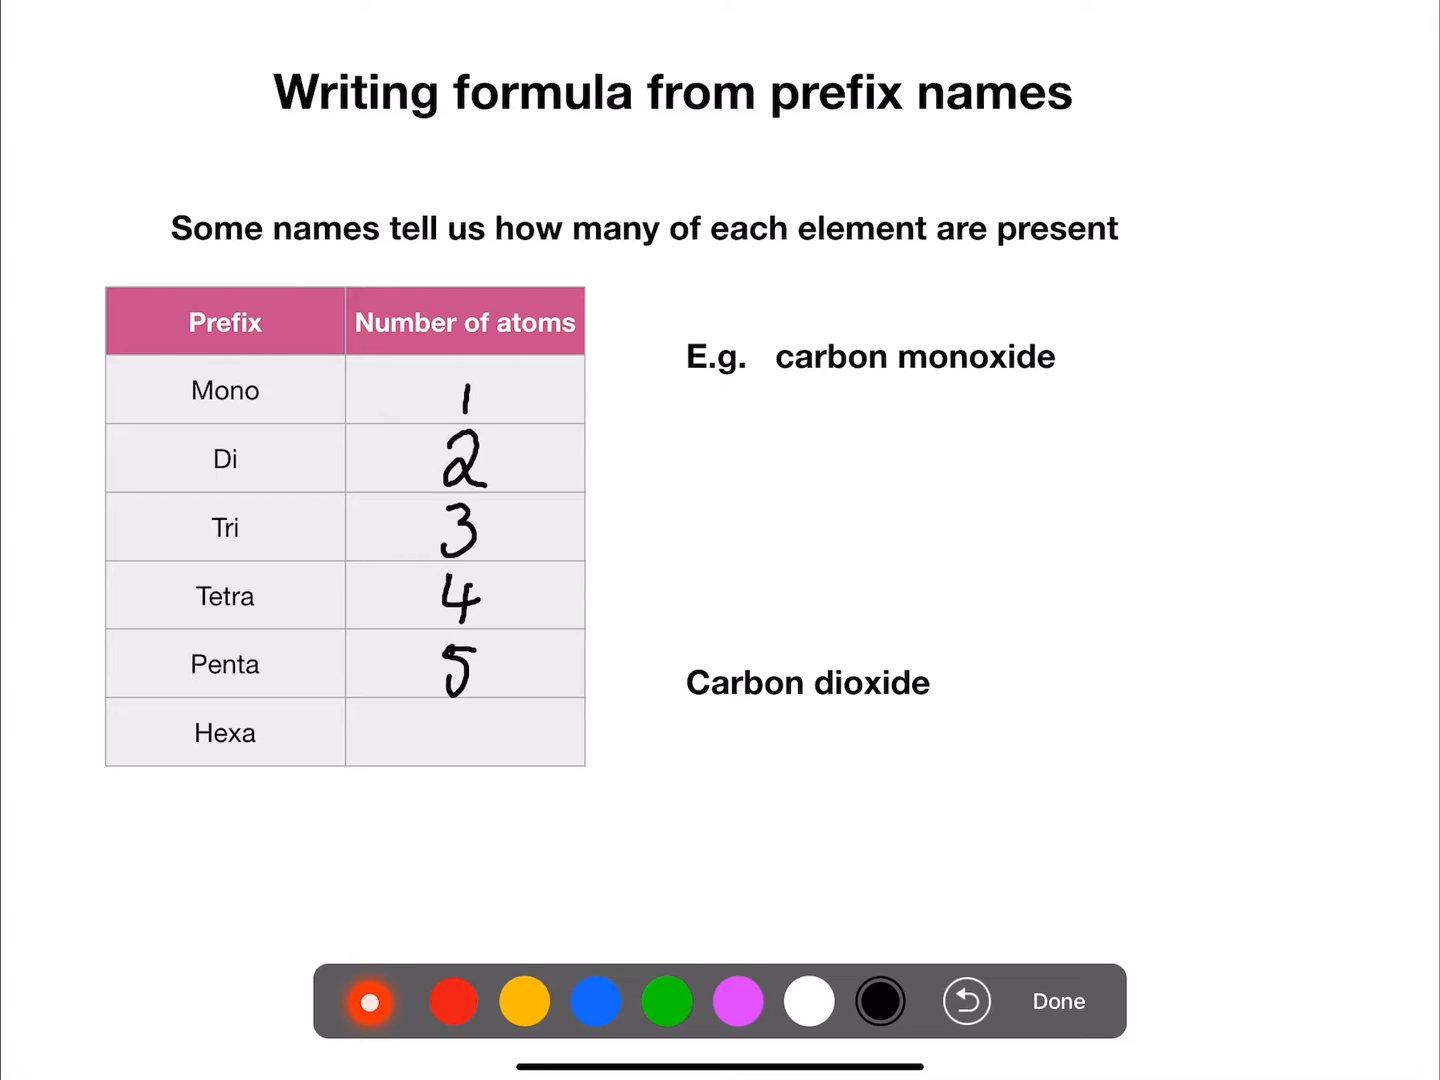 Writing formula from prefix names
Some names tell us how many of each element are present
Prefix Number of atoms
Mono 1
Di 2
Tri 3
Tetra 4
Penta 5
Hexa
E.g. carbon monoxide
Carbon dioxide
Done